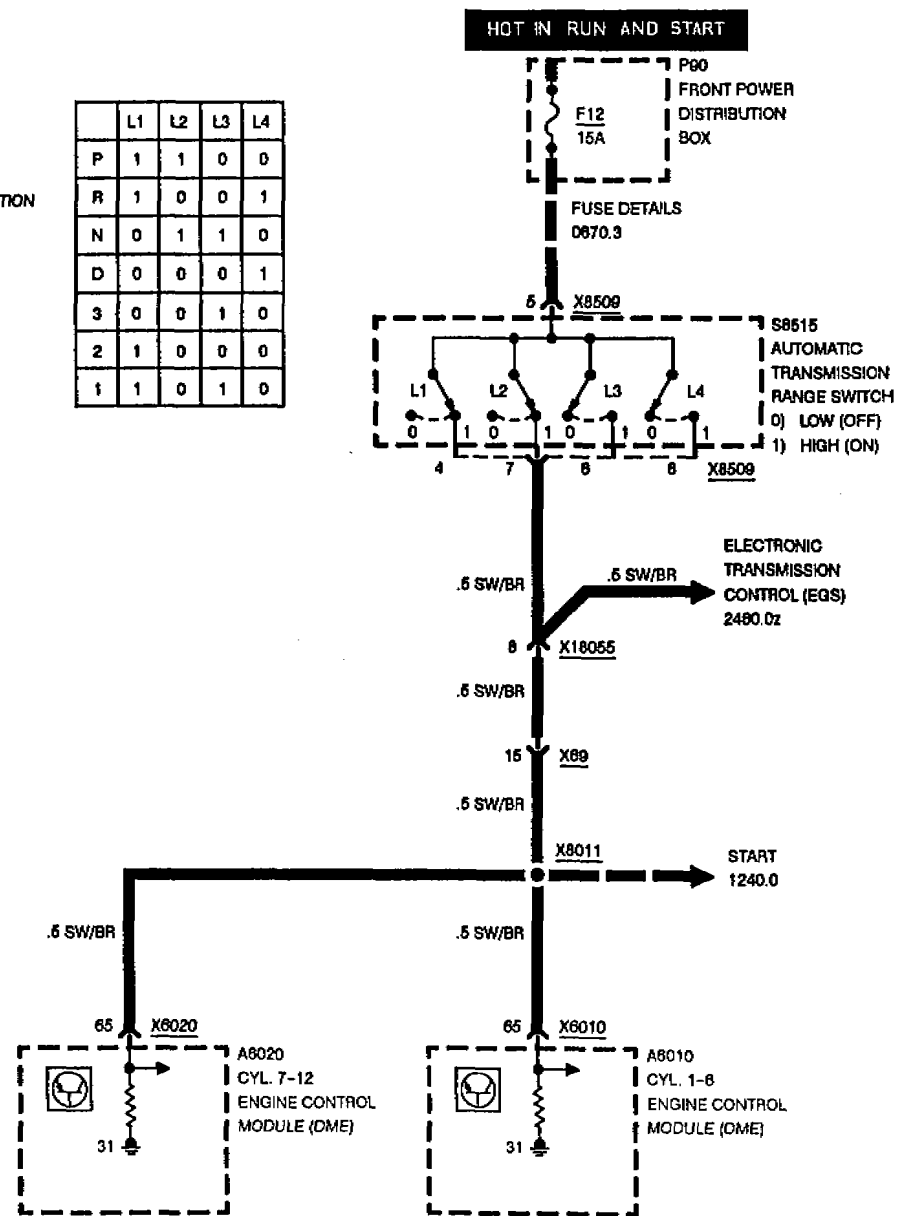 HOT IN RUN AND START
P90
FRONT POWER
DISTRIBUTION
BOX
F12
15A
FUSE DETAILS
0670.3
TION
L1 L2 L3 L4
P 1 1 0 0
R 1 0 0 1
N 0 1 1 0
D 0 0 0 1
3 0 0 1 0
2 1 0 0 0
1 1 0 1 0
5 X8509
S8515
AUTOMATIC
TRANSMISSION
RANGE SWITCH
0) LOW (OFF)
1) HIGH (ON)
L1 L2 L3 L4
0 1 0 1 0 1 0 1
4 7 6 8 X8509
.5 SW/BR
.5 SW/BR
ELECTRONIC
TRANSMISSION
CONTROL (EGS)
2460.0z
8 X18055
.5 SW/BR
15 X69
.5 SW/BR
X8011
START
1240.0
.5 SW/BR
.5 SW/BR
65 X6020
65 X6010
A6020
CYL. 7-12
ENGINE CONTROL
MODULE (DME)
31
A6010
CYL. 1-6
ENGINE CONTROL
MODULE (DME)
31